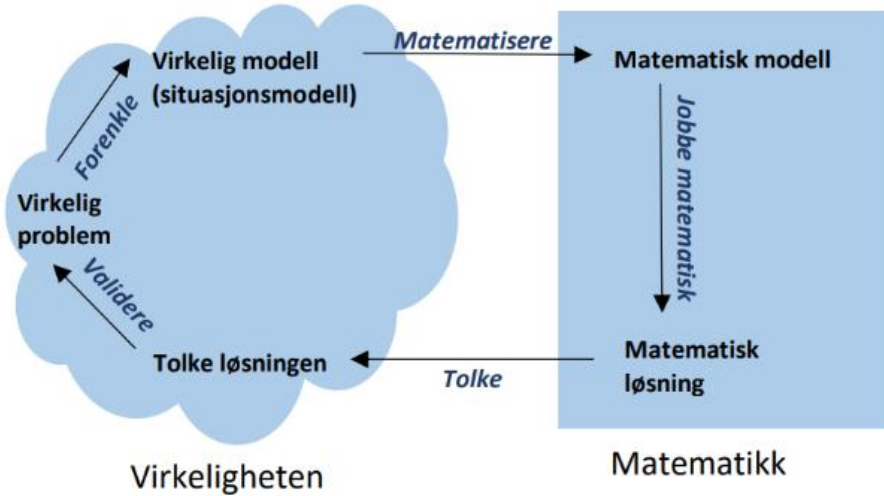 Virkelig modell
(situasjonsmodell)
Matematisere
Matematisk modell
Forenkle
Jobbe matematisk
Virkelig
problem
Validere
Tolke løsningen
Tolke
Matematisk
løsning
Virkeligheten
Matematikk